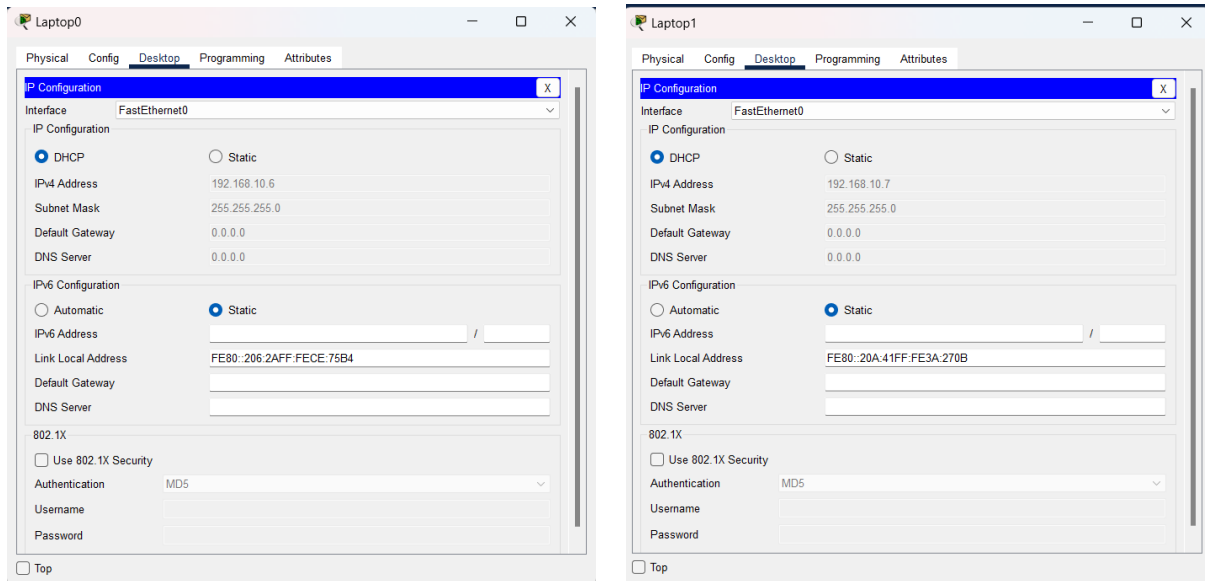 Laptop0
Physical Config Desktop Programming Attributes
IP Configuration X
Interface FastEthernet0
IP Configuration
DHCP Static
IPv4 Address 192.168.10.6
Subnet Mask 255.255.255.0
Default Gateway 0.0.0.0
DNS Server 0.0.0.0
IPv6 Configuration
Automatic Static
IPv6 Address /
Link Local Address FE80::206:2AFF:FECE:75B4
Default Gateway
DNS Server
802.1X
Use 802.1X Security
Authentication MD5
Username
Password
Top
Laptop1
Physical Config Desktop Programming Attributes
IP Configuration X
Interface FastEthernet0
IP Configuration
DHCP Static
IPv4 Address 192.168.10.7
Subnet Mask 255.255.255.0
Default Gateway 0.0.0.0
DNS Server 0.0.0.0
IPv6 Configuration
Automatic Static
IPv6 Address /
Link Local Address FE80::20A:41FF:FE3A:270B
Default Gateway
DNS Server
802.1X
Use 802.1X Security
Authentication MD5
Username
Password
Top